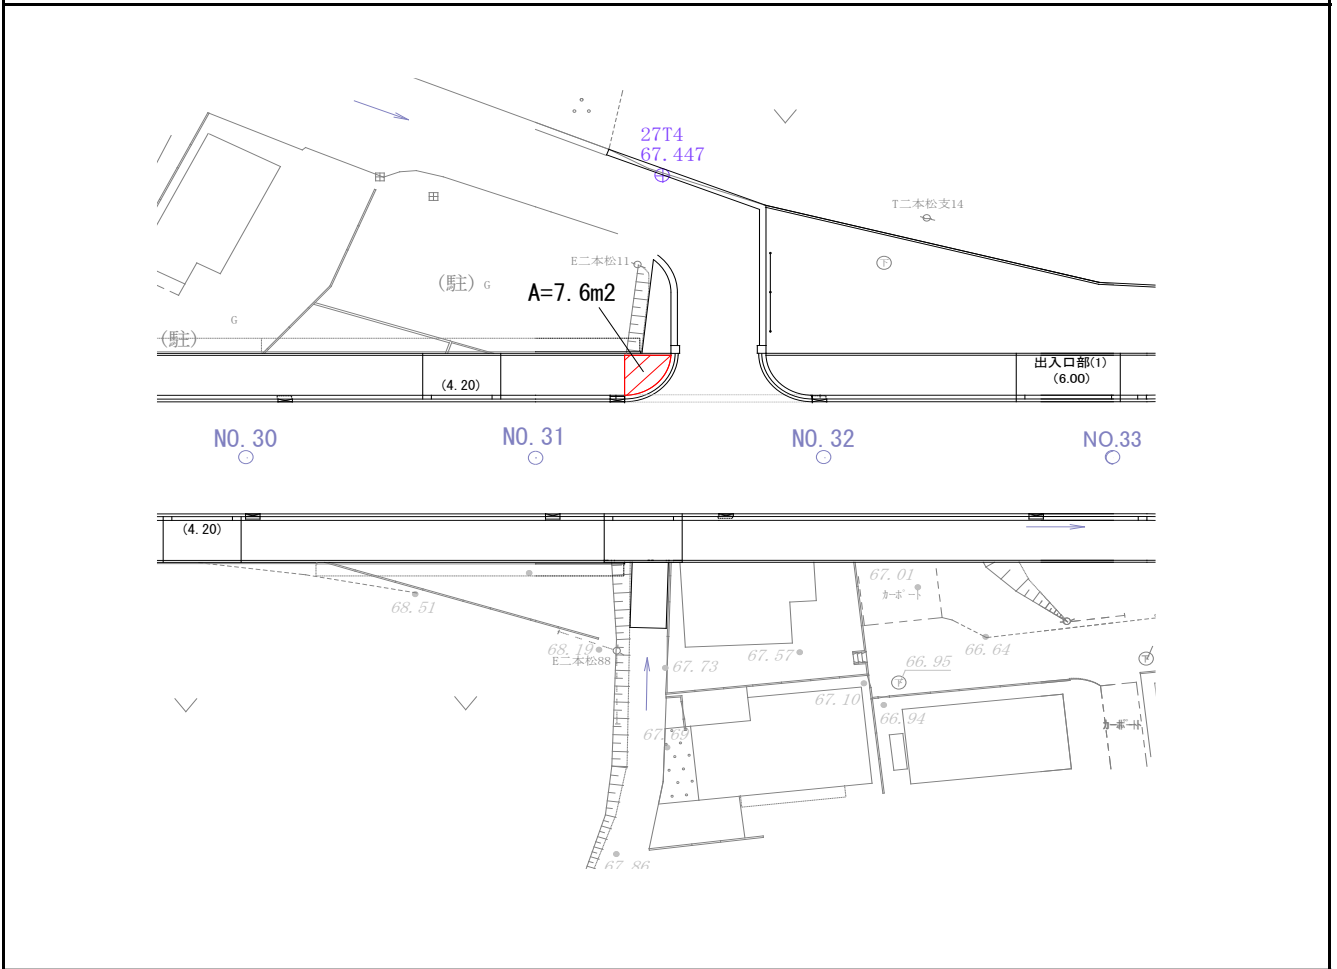 27T4
67.447
T二本松支14
E二本松11
下
(駐) G
A=7.6m2
G
(駐)
(4.20)
出入口部(1)
(6.00)
NO.30
NO.31
NO.32
NO.33
(4.20)
67.01
カーポート
68.51
68.19
E二本松88
67.73
67.57
66.95
66.64
下
下
67.10
66.94
67.69
カーポート
67.86